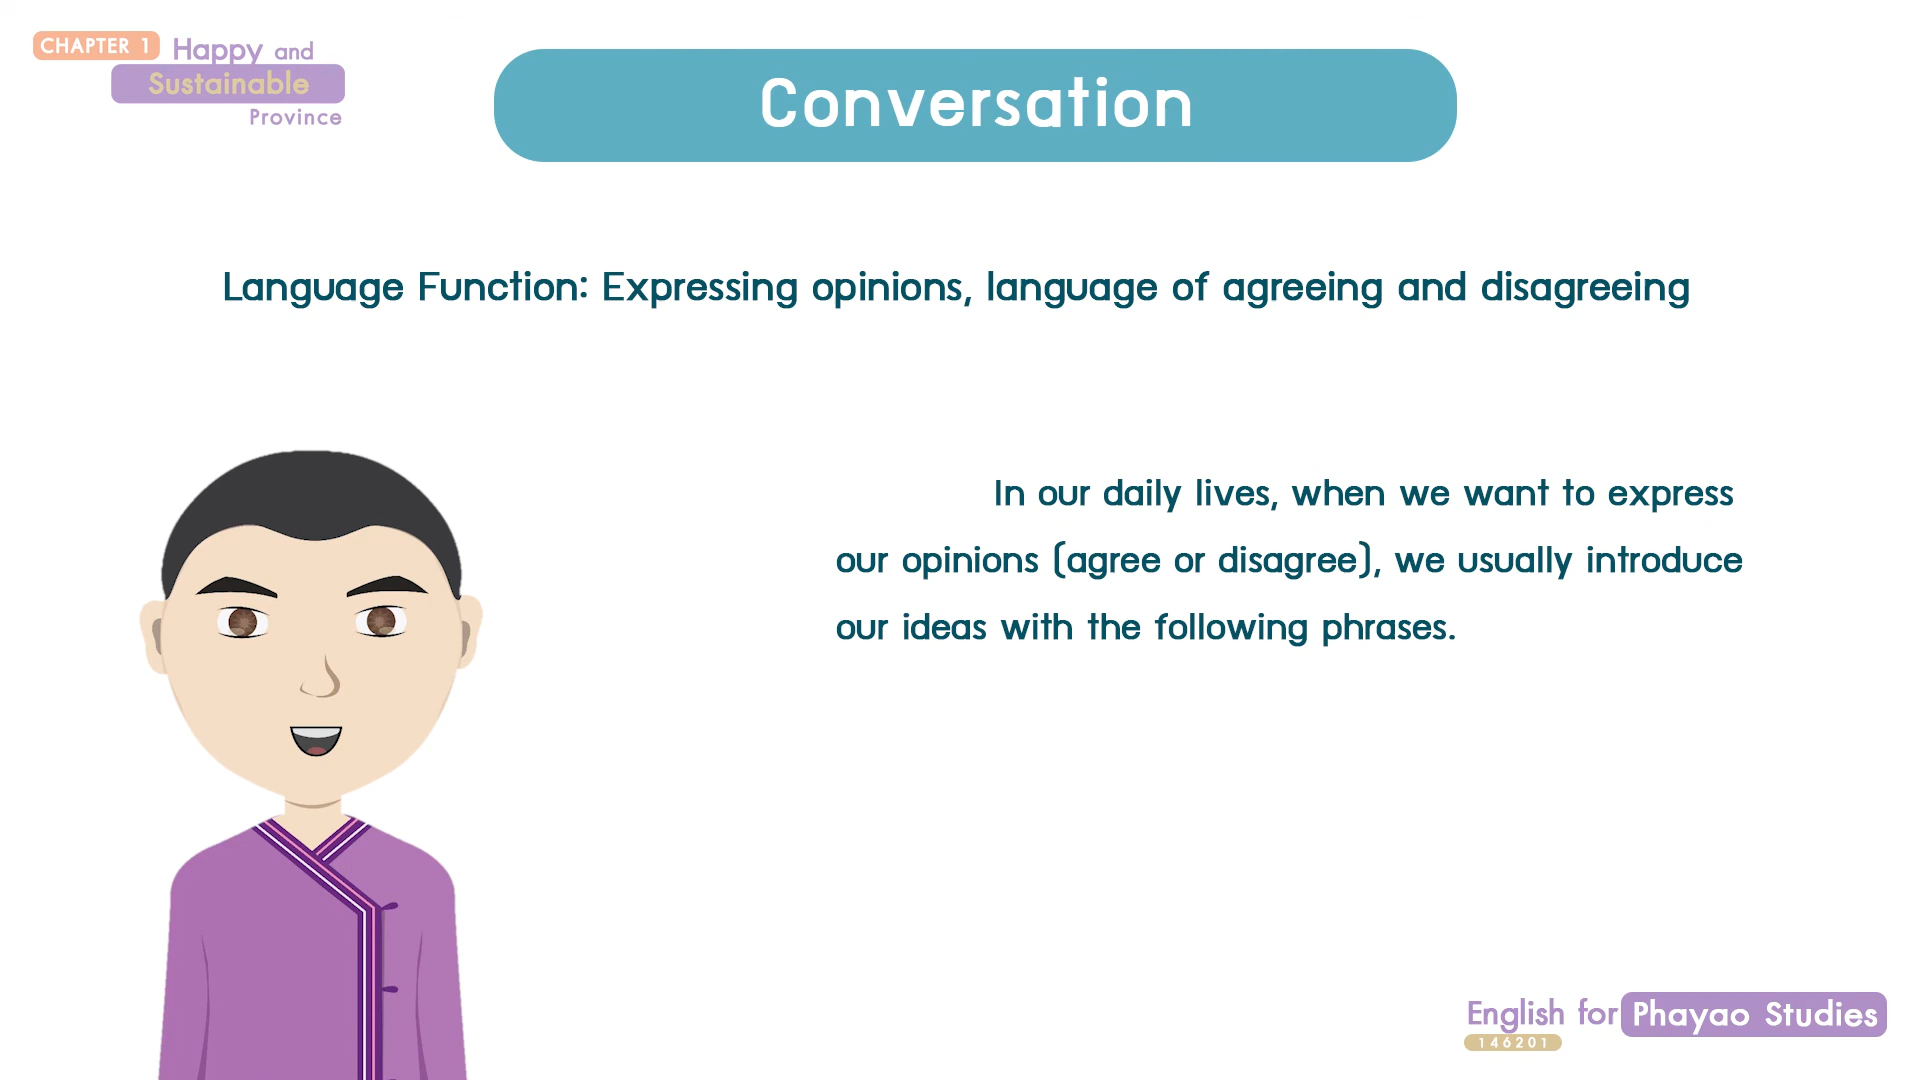 CHAPTER 1 Happy and
Sustainable
Province
Conversation
Language Function: Expressing opinions, language of agreeing and disagreeing
In our daily lives, when we want to express
our opinions (agree or disagree), we usually introduce
our ideas with the following phrases.
English for Phayao Studies
146201